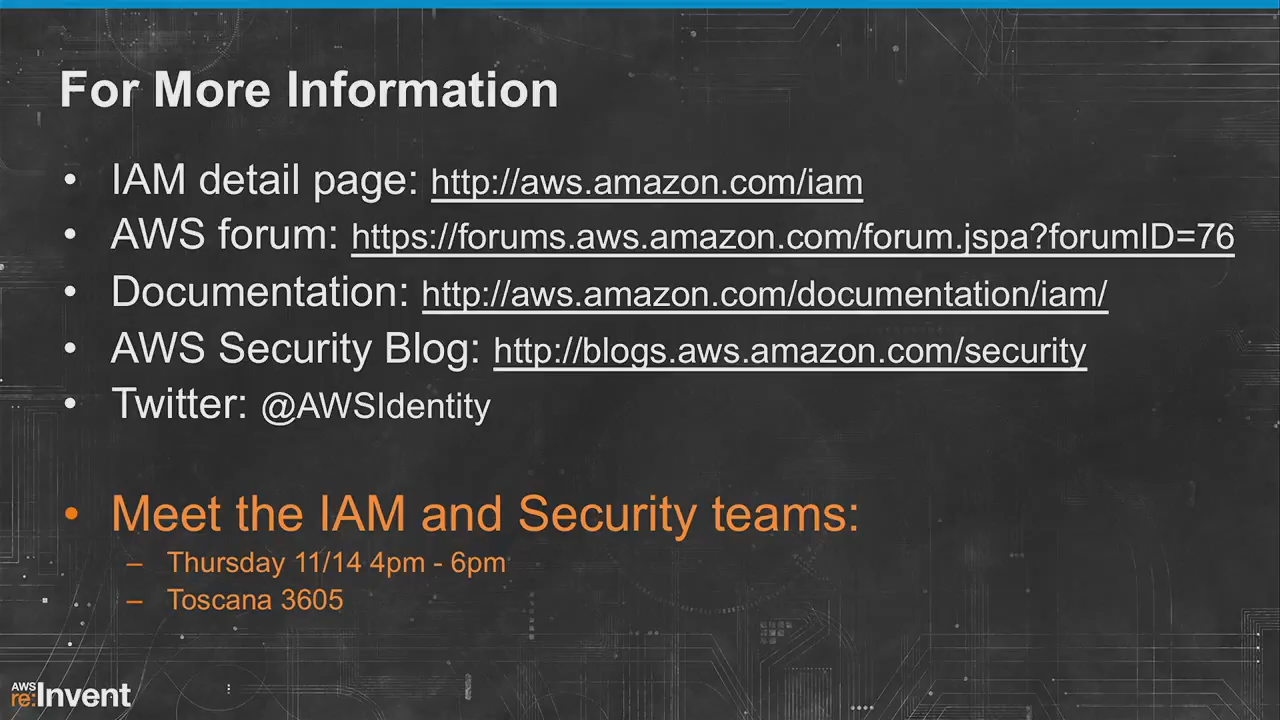 For More Information
• IAM detail page: http://aws.amazon.com/iam
• AWS forum: https://forums.aws.amazon.com/forum.jspa?forumID=76
• Documentation: http://aws.amazon.com/documentation/iam/
• AWS Security Blog: http://blogs.aws.amazon.com/security
• Twitter: @AWSIdentity
• Meet the IAM and Security teams:
– Thursday 11/14 4pm - 6pm
– Toscana 3605
AWS
re:Invent